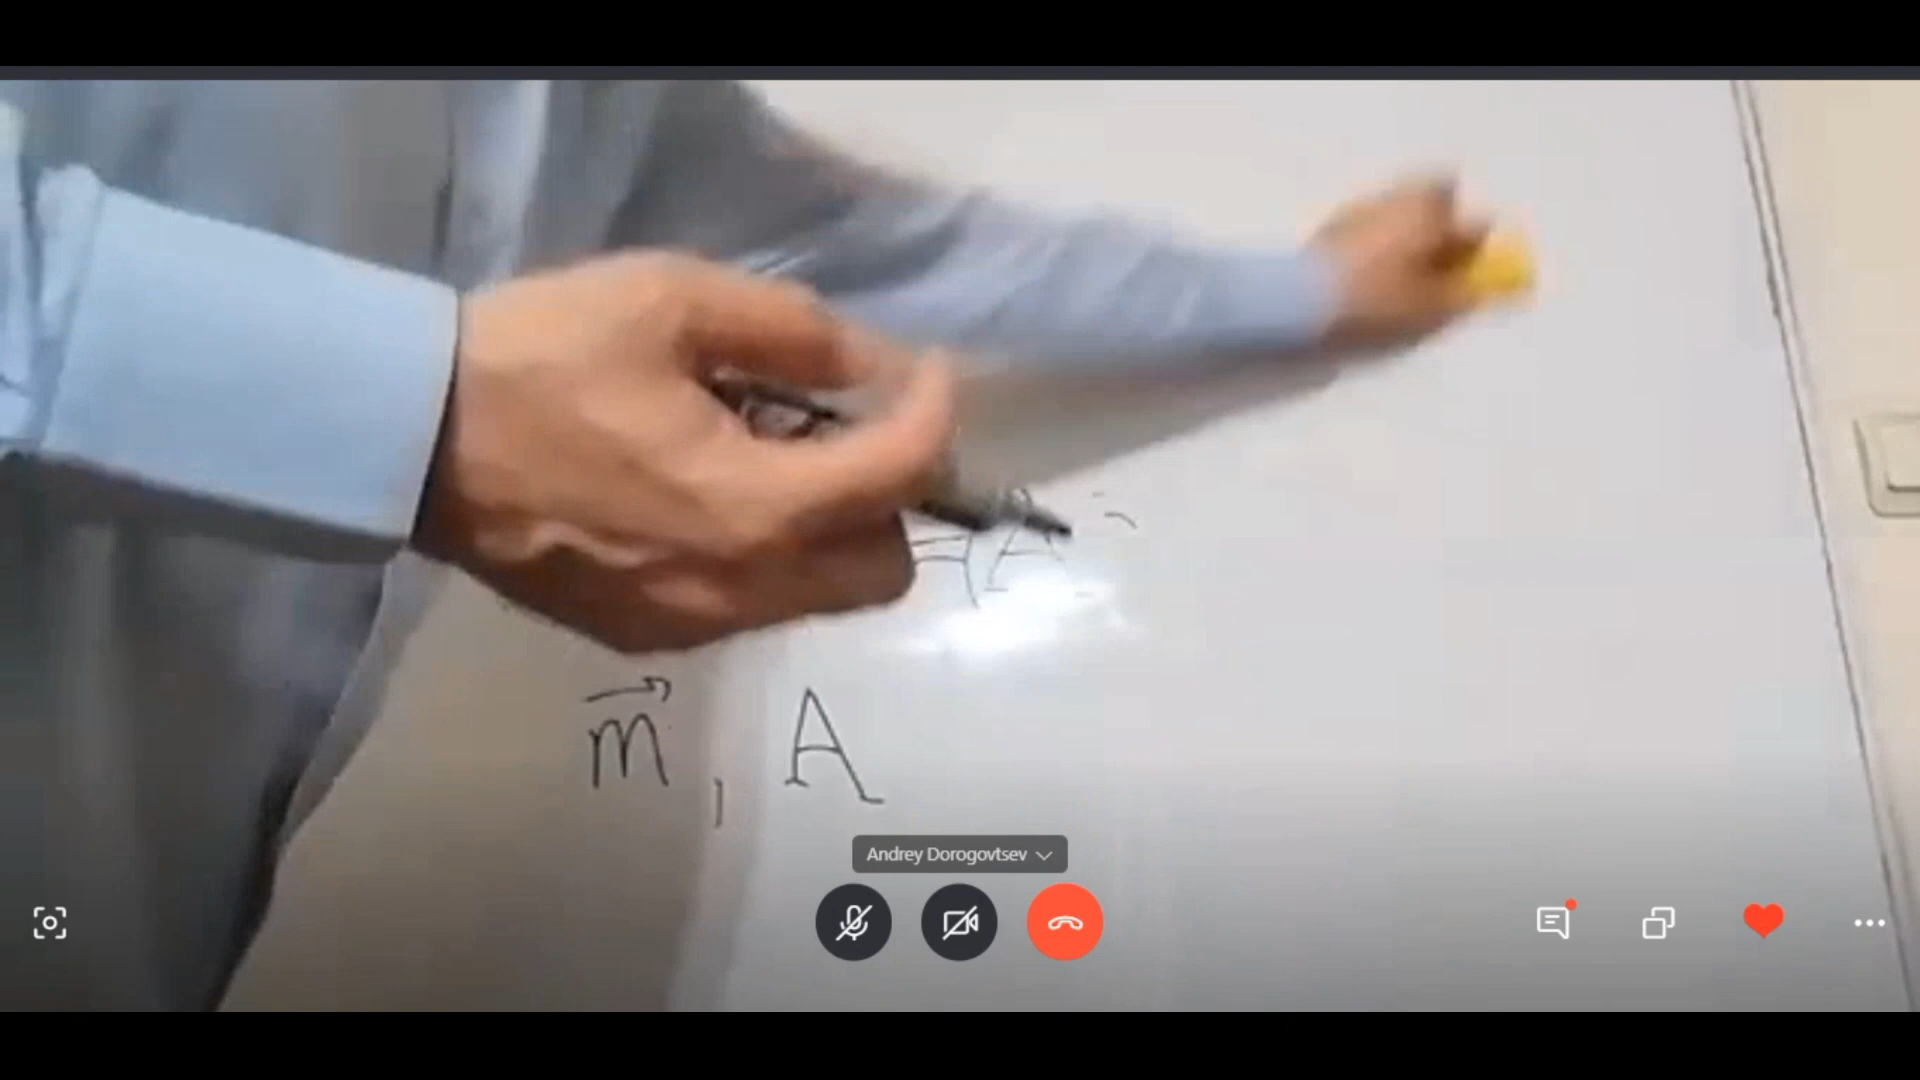 = (A
m⃗ , A
Andrey Dorogovtsev